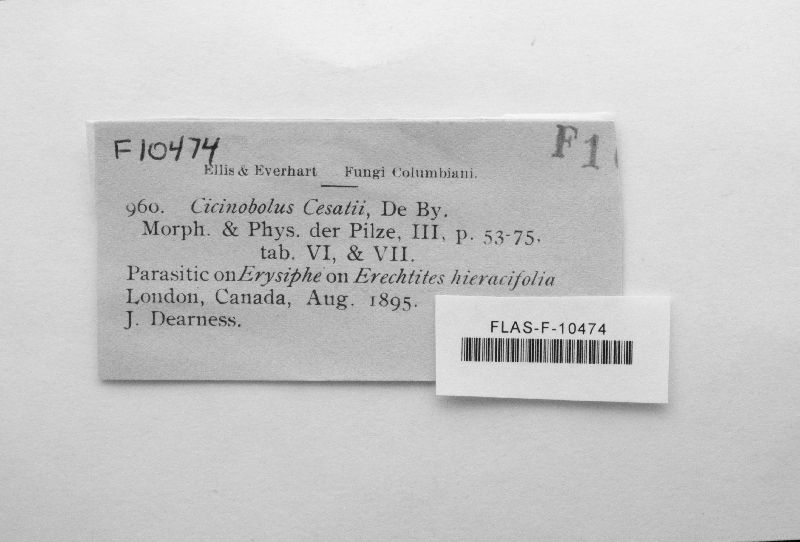 F10474
F1
Ellis & Everhart Fungi Columbiani.
960. Cicinobolus Cesatii, De By.
Morph. & Phys. der Pilze, III, p. 53-75,
tab. VI, & VII.
Parasitic on Erysiphe on Erechtites hieracifolia
London, Canada, Aug. 1895.
J. Dearness.
FLAS-F-10474